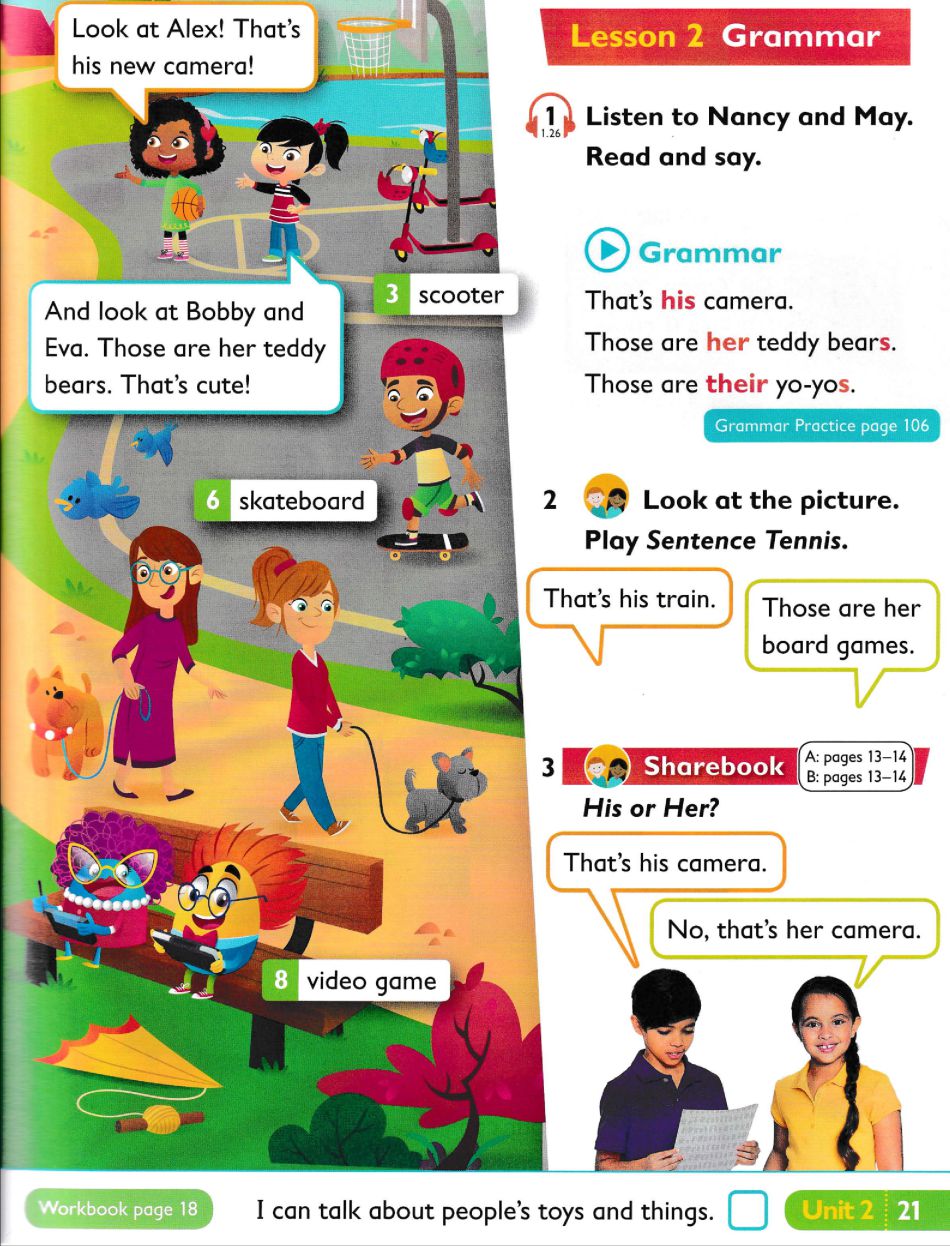 Look at Alex! That's
his new camera!
And look at Bobby and
Eva. Those are her teddy
bears. That's cute!
3 scooter
6 skateboard
8 video game
Lesson 2 Grammar
1
1.26
Listen to Nancy and May.
Read and say.
Grammar
That's his camera.
Those are her teddy bears.
Those are their yo-yos.
Grammar Practice page 106
2 Look at the picture.
Play Sentence Tennis.
That's his train.
Those are her
board games.
3 Sharebook
A: pages 13–14
B: pages 13–14
His or Her?
That's his camera.
No, that's her camera.
Workbook page 18
I can talk about people's toys and things.
Unit 2 21